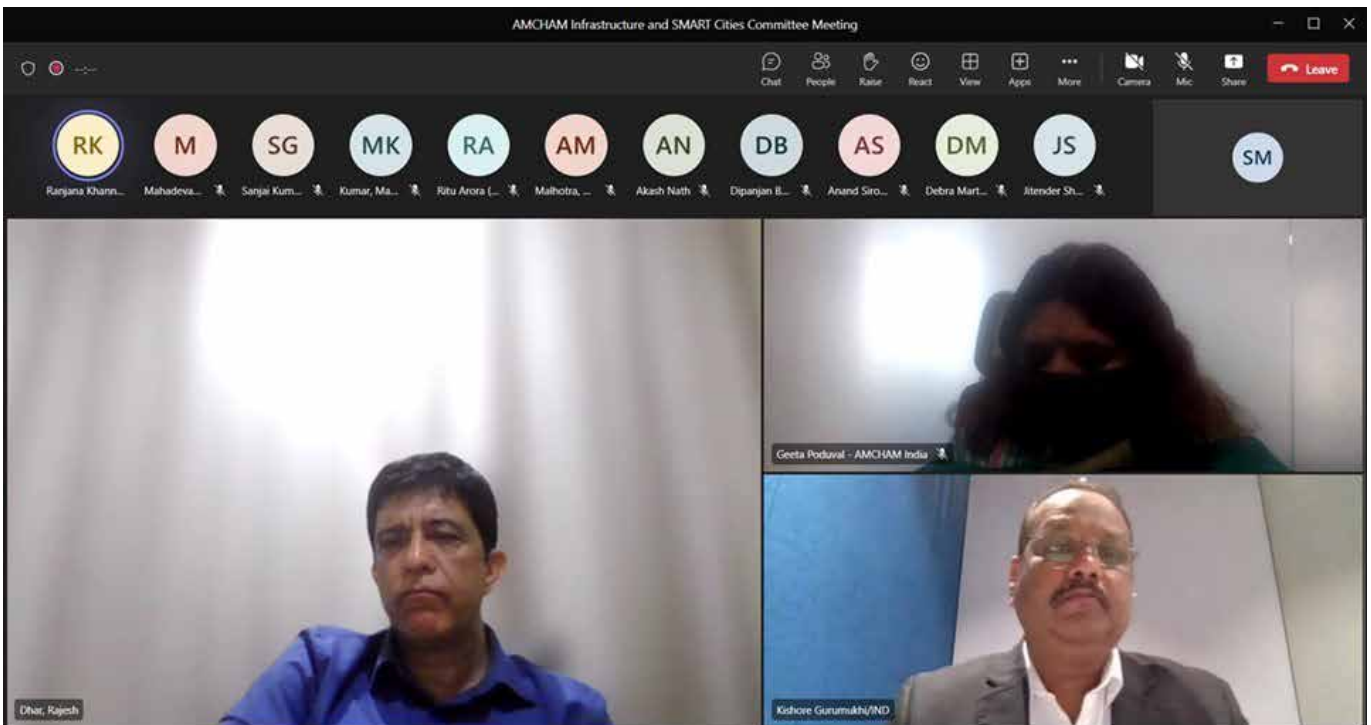 AMCHAM Infrastructure and SMART Cities Committee Meeting
--:--
Chat People Raise React View Apps More Camera Mic Share Leave
RK M SG MK RA AM AN DB AS DM JS SM
Ranjana Khann... Mahadeva... Sanjai Kum... Kumar, Ma... Ritu Arora (... Malhotra, ... Akash Nath Dipanjan B... Anand Siro... Debra Mart... Jitender Sh...
Geeta Poduval - AMCHAM India
Dhar, Rajesh
Kishore Gurumukhi/IND